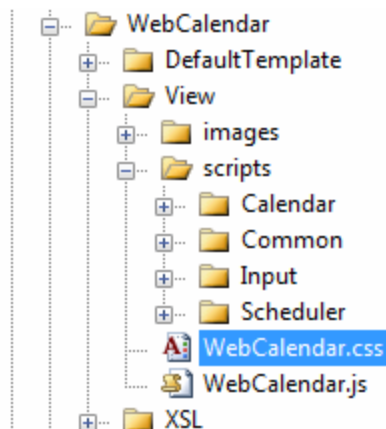 WebCalendar
DefaultTemplate
View
images
scripts
Calendar
Common
Input
Scheduler
WebCalendar.css
WebCalendar.js
XSL